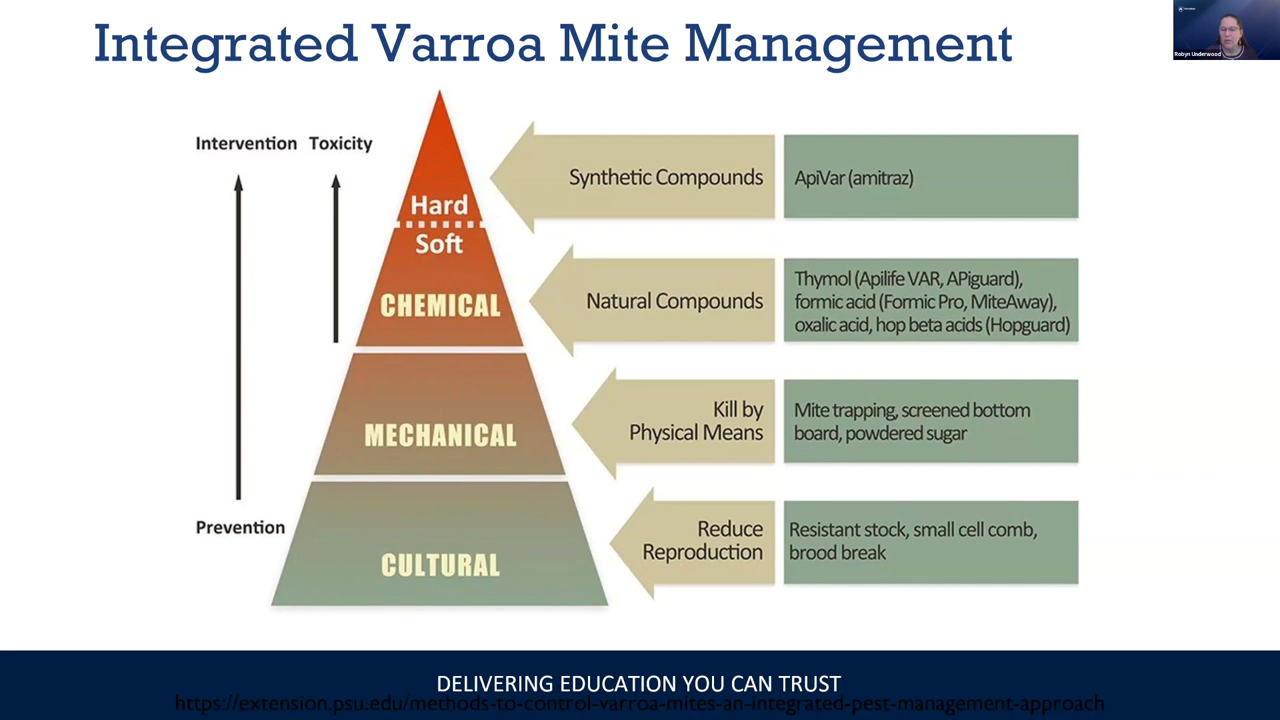 Integrated Varroa Mite Management
Robyn Underwood
Intervention Toxicity
Hard
Soft
CHEMICAL
MECHANICAL
CULTURAL
Prevention
Synthetic Compounds
ApiVar (amitraz)
Natural Compounds
Thymol (Apilife VAR, APiguard),
formic acid (Formic Pro, MiteAway),
oxalic acid, hop beta acids (Hopguard)
Kill by
Physical Means
Mite trapping, screened bottom
board, powdered sugar
Reduce
Reproduction
Resistant stock, small cell comb,
brood break
DELIVERING EDUCATION YOU CAN TRUST
https://extension.psu.edu/methods-to-control-varroa-mites-an-integrated-pest-management-approach